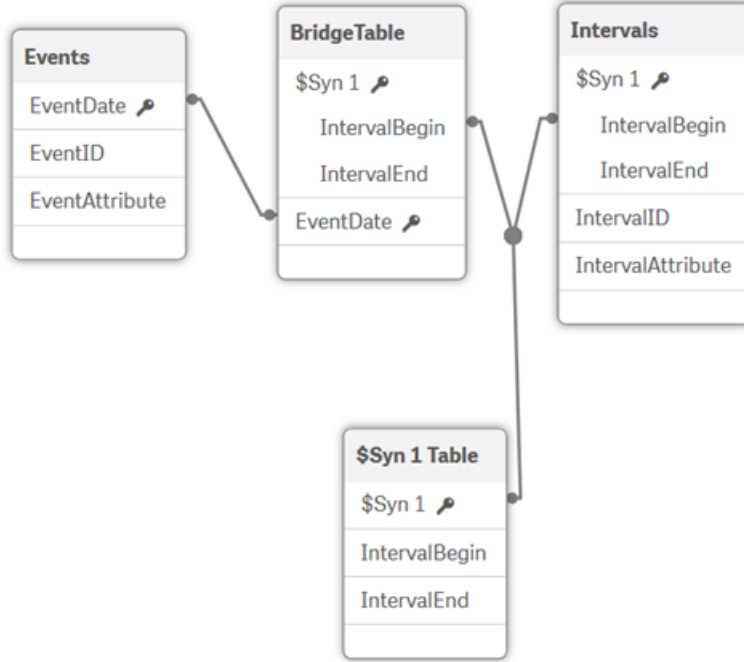 Events
EventDate
EventID
EventAttribute
BridgeTable
$Syn 1
IntervalBegin
IntervalEnd
EventDate
Intervals
$Syn 1
IntervalBegin
IntervalEnd
IntervalID
IntervalAttribute
$Syn 1 Table
$Syn 1
IntervalBegin
IntervalEnd